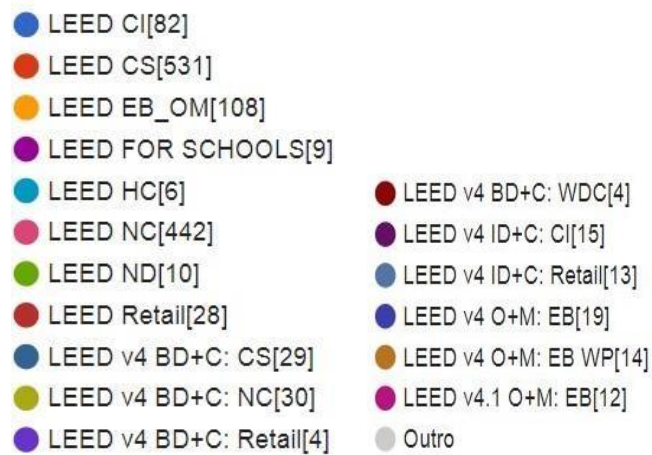 LEED CI[82]
LEED CS[531]
LEED EB_OM[108]
LEED FOR SCHOOLS[9]
LEED HC[6]
LEED NC[442]
LEED ND[10]
LEED Retail[28]
LEED v4 BD+C: CS[29]
LEED v4 BD+C: NC[30]
LEED v4 BD+C: Retail[4]
LEED v4 BD+C: WDC[4]
LEED v4 ID+C: CI[15]
LEED v4 ID+C: Retail[13]
LEED v4 O+M: EB[19]
LEED v4 O+M: EB WP[14]
LEED v4.1 O+M: EB[12]
Outro